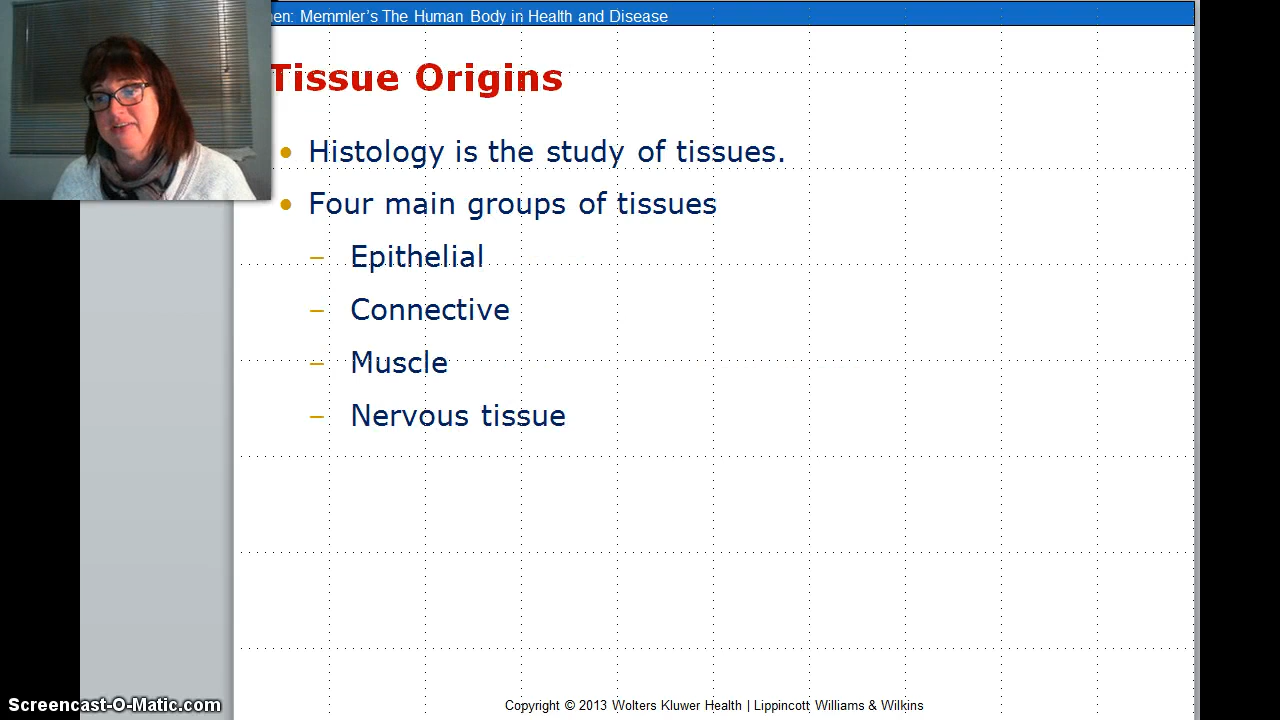 Memmler's The Human Body in Health and Disease
Tissue Origins
• Histology is the study of tissues.
• Four main groups of tissues
– Epithelial
– Connective
– Muscle
– Nervous tissue
Screencast-O-Matic.com
Copyright © 2013 Wolters Kluwer Health | Lippincott Williams & Wilkins